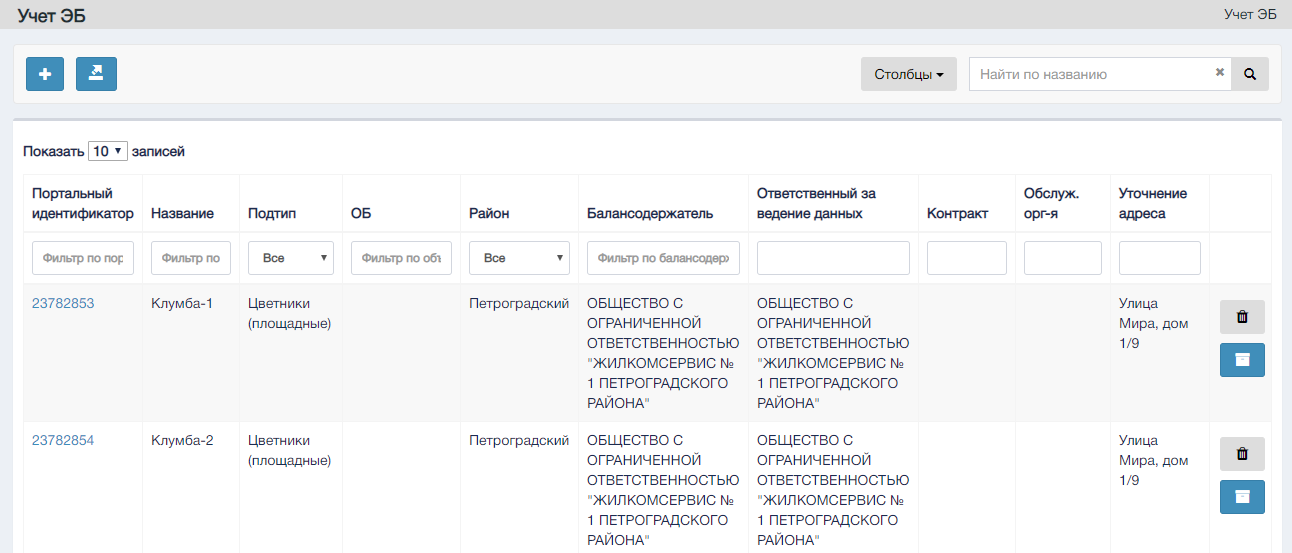 Учет ЭБ
Учет ЭБ
Столбцы
Найти по названию
Показать 10 записей
Портальный
идентификатор
Название
Подтип
ОБ
Район
Балансодержатель
Ответственный за
ведение данных
Контракт
Обслуж.
орг-я
Уточнение
адреса
Фильтр по пор
Фильтр по
Все
Фильтр по объ
Все
Фильтр по балансодерж
23782853
Клумба-1
Цветники
(площадные)
Петроградский
ОБЩЕСТВО С
ОГРАНИЧЕННОЙ
ОТВЕТСТВЕННОСТЬЮ
"ЖИЛКОМСЕРВИС №
1 ПЕТРОГРАДСКОГО
РАЙОНА"
ОБЩЕСТВО С
ОГРАНИЧЕННОЙ
ОТВЕТСТВЕННОСТЬЮ
"ЖИЛКОМСЕРВИС №
1 ПЕТРОГРАДСКОГО
РАЙОНА"
Улица
Мира, дом
1/9
23782854
Клумба-2
Цветники
(площадные)
Петроградский
ОБЩЕСТВО С
ОГРАНИЧЕННОЙ
ОТВЕТСТВЕННОСТЬЮ
"ЖИЛКОМСЕРВИС №
1 ПЕТРОГРАДСКОГО
РАЙОНА"
ОБЩЕСТВО С
ОГРАНИЧЕННОЙ
ОТВЕТСТВЕННОСТЬЮ
"ЖИЛКОМСЕРВИС №
1 ПЕТРОГРАДСКОГО
РАЙОНА"
Улица
Мира, дом
1/9